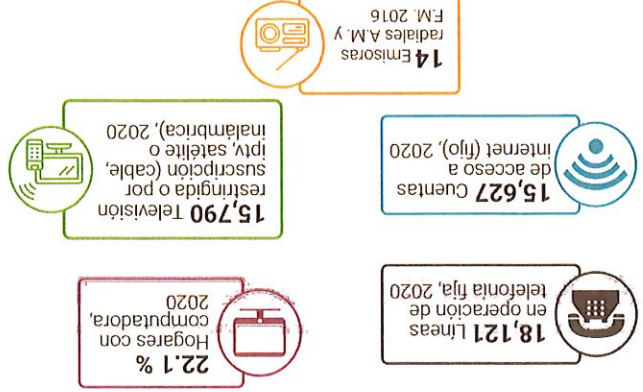 18,121 Líneas
en operación de
telefonía fija, 2020
22.1 %
Hogares con
computadora,
2020
15,627 Cuentas
de acceso a
internet (fijo), 2020
15,790 Televisión
restringida o por
suscripción (cable,
iptv, satélite o
inalámbrica), 2020
14 Emisoras
radiales A.M. y
F.M. 2016